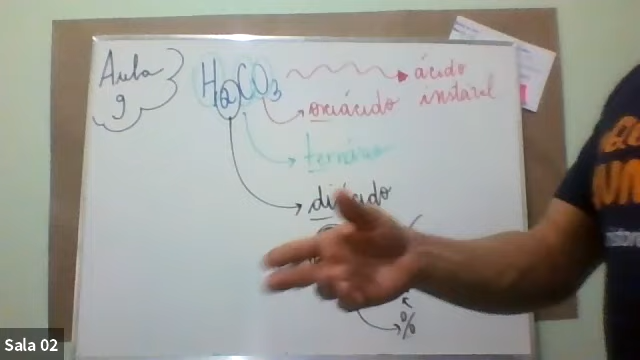 Aula
9
H2CO3
ácido
instável
oxiácido
ternário
diácido
%
Sala 02